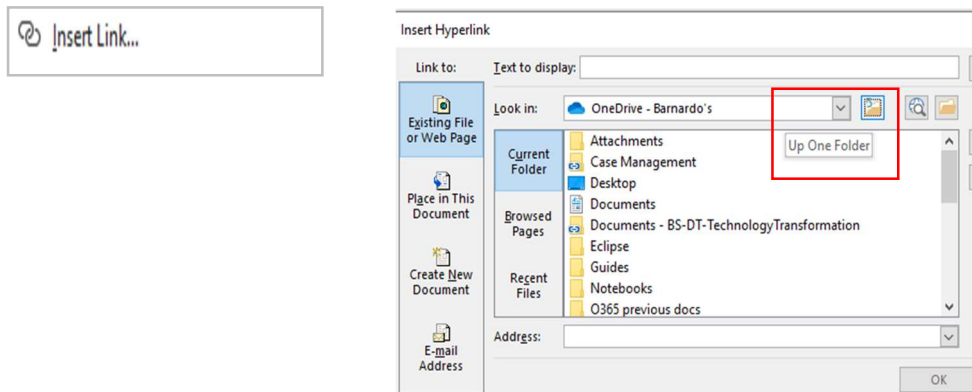 Insert Link...
Insert Hyperlink
Link to:
Text to display:
Existing File
or Web Page
Look in:
OneDrive - Barnardo's
Up One Folder
Current
Folder
Attachments
Case Management
Desktop
Documents
Documents - BS-DT-TechnologyTransformation
Eclipse
Guides
Notebooks
O365 previous docs
Place in This
Document
Browsed
Pages
Create New
Document
Recent
Files
E-mail
Address
Address:
OK